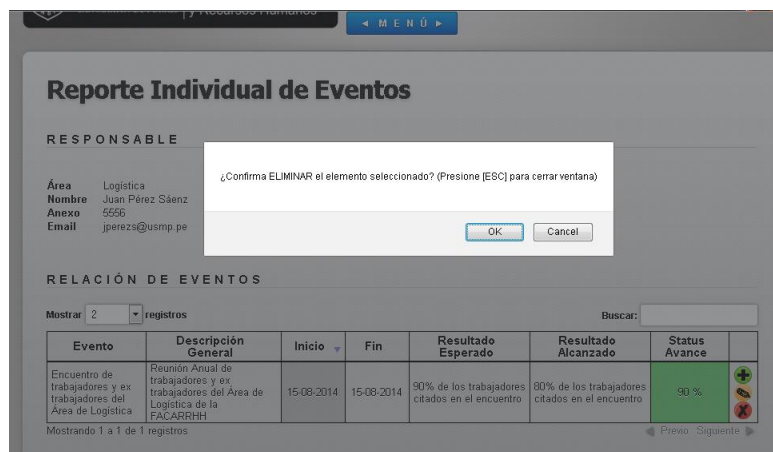 y Recursos Humanos
◄ M E N Ú ►
Reporte Individual de Eventos
RESPONSABLE
¿Confirma ELIMINAR el elemento seleccionado? (Presione [ESC] para cerrar ventana)
OK Cancel
Área Logística
Nombre Juan Pérez Sáenz
Anexo 5556
Email jperezs@usmp.pe
RELACIÓN DE EVENTOS
Mostrar 2 registros Buscar:
Evento
Descripción
General
Inicio
Fin
Resultado
Esperado
Resultado
Alcanzado
Status
Avance
Encuentro de
trabajadores y ex
trabajadores del
Área de Logística
Reunión Anual de
trabajadores y ex
trabajadores del Área de
Logística de la
FACARRHH
15-08-2014
15-08-2014
90% de los trabajadores
citados en el encuentro
80% de los trabajadores
citados en el encuentro
90 %
Mostrando 1 a 1 de 1 registros
Previo Siguiente